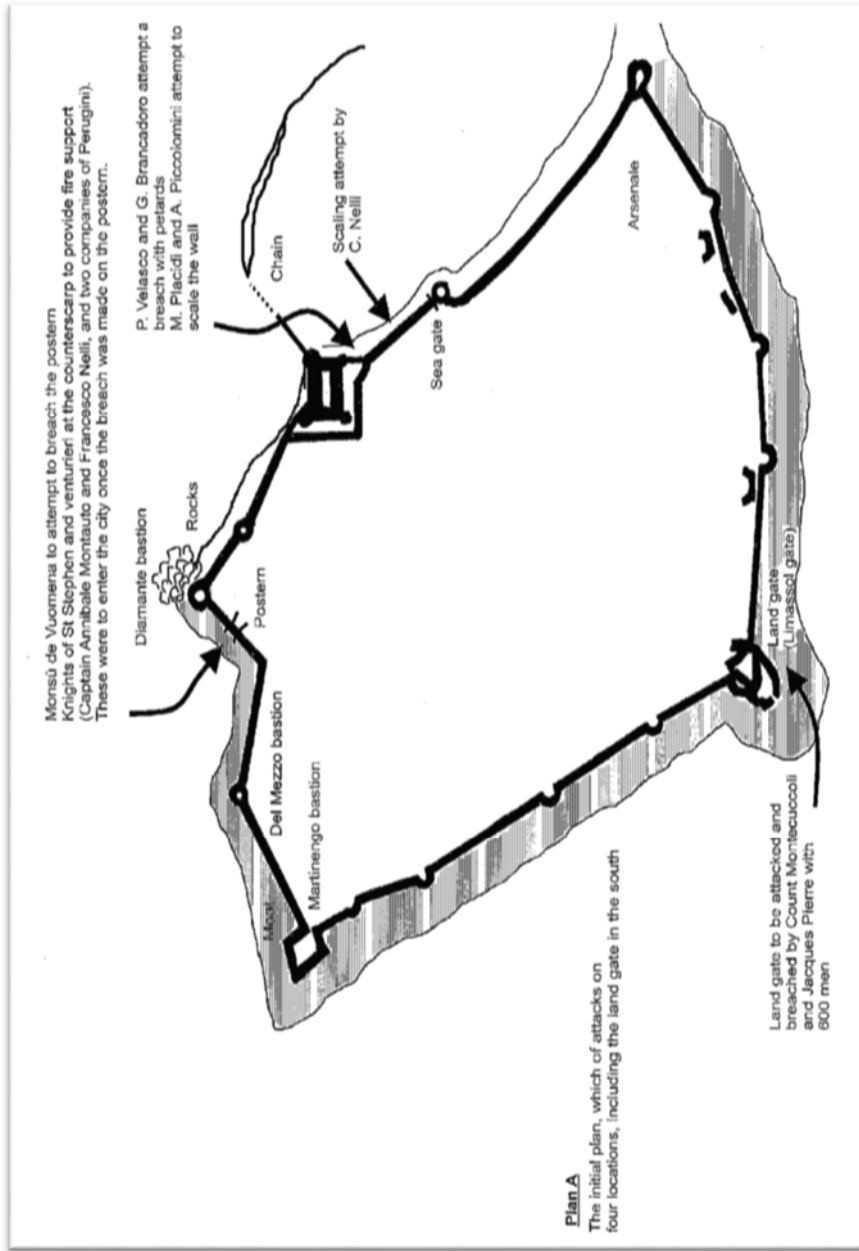 Monsú de Vuomena to attempt to breach the postern
Knights of St Stephen and venturieri at the counterscarp to provide fire support
(Captain Annibale Montauto and Francesco Nelli, and two companies of Perugini).
These were to enter the city once the breach was made on the postern.
P. Velasco and G. Brancadoro attempt a
breach with petards
M. Placidi and A. Piccolomini attempt to
scale the wall
Diamante bastion
Rocks
Chain
Scaling attempt by
C. Nelli
Postern
Sea gate
Del Mezzo bastion
Moat
Martinengo bastion
Arsenale
Land gate
(Limassol gate)
Land gate to be attacked and
breached by Count Montecuccoli
and Jacques Pierre with
600 men
Plan A
The initial plan, which of attacks on
four locations, including the land gate in the south